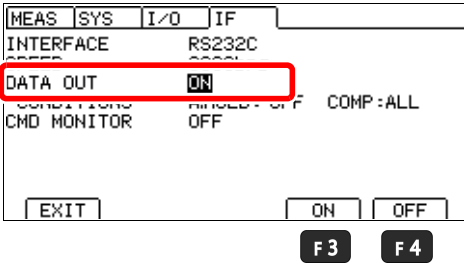 MEAS SYS I/O IF
INTERFACE RS232C
DATA OUT ON
COMP:ALL
CMD MONITOR OFF
EXIT ON OFF
F3 F4